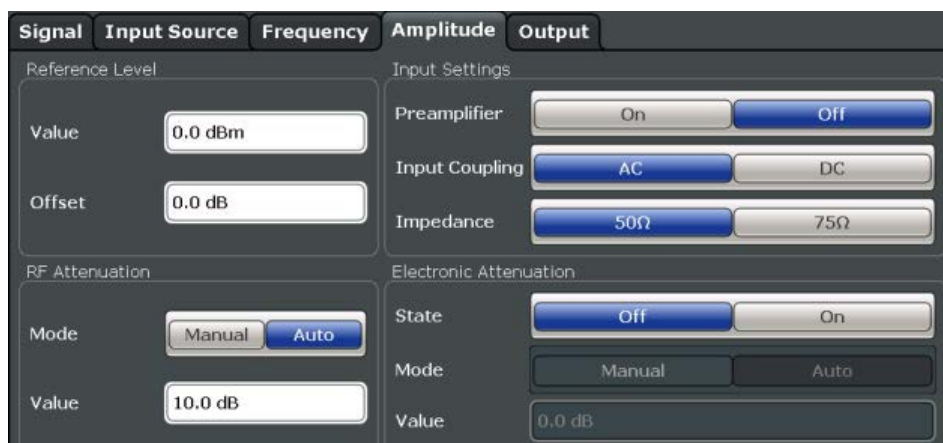 Signal Input Source Frequency Amplitude Output
Reference Level
Value 0.0 dBm
Offset 0.0 dB
Input Settings
Preamplifier On Off
Input Coupling AC DC
Impedance 50Ω 75Ω
RF Attenuation
Mode Manual Auto
Value 10.0 dB
Electronic Attenuation
State Off On
Mode Manual Auto
Value 0.0 dB